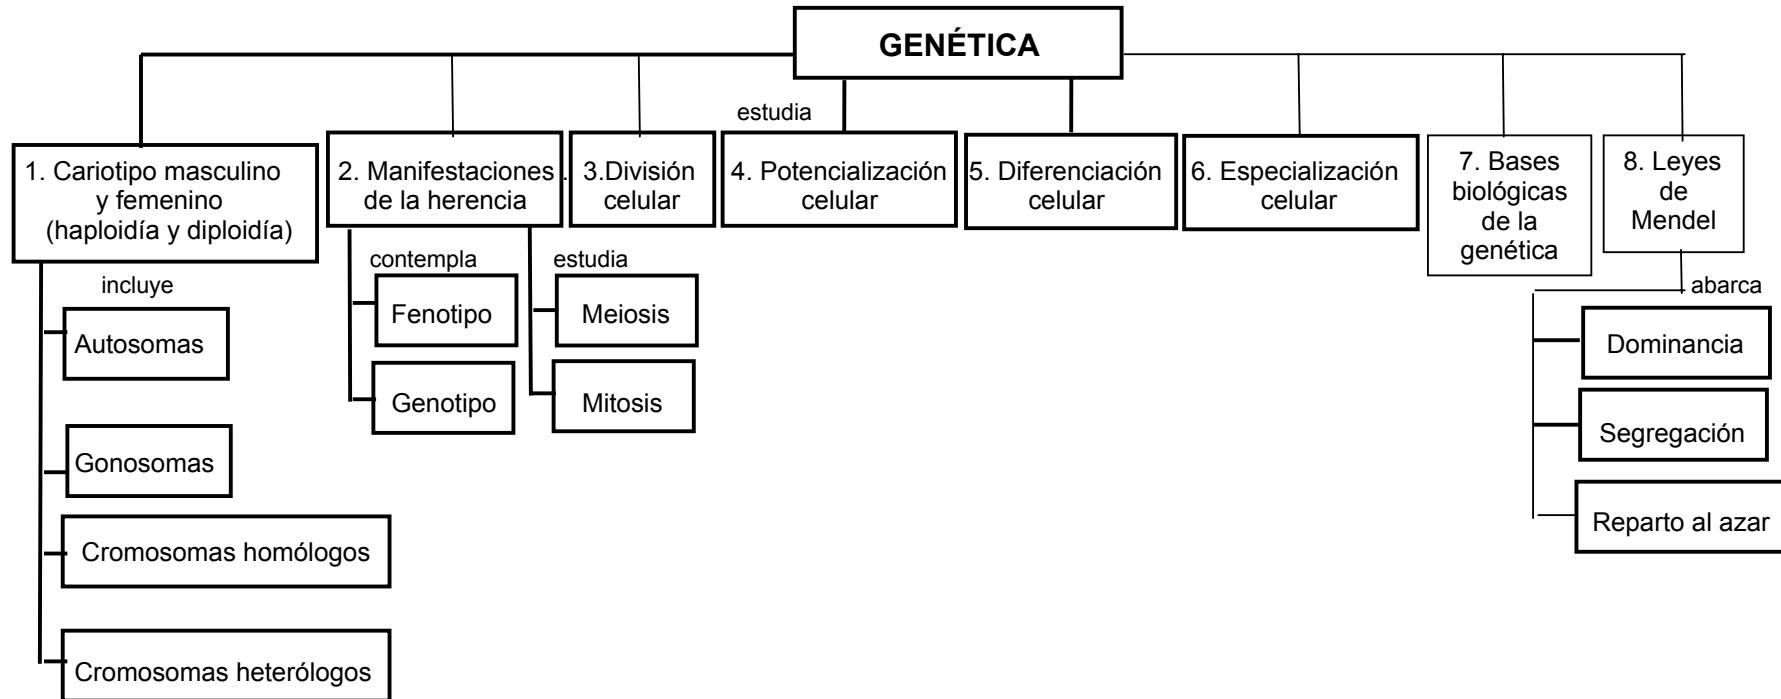 GENÉTICA
estudia
1. Cariotipo masculino
y femenino
(haploidía y diploidía)
2. Manifestaciones .
de la herencia
3.División
celular
4. Potencialización
celular
5. Diferenciación
celular
6. Especialización
celular
7. Bases
biológicas
de la
genética
8. Leyes
de
Mendel
incluye
Autosomas
Gonosomas
Cromosomas homólogos
Cromosomas heterólogos
contempla
Fenotipo
Genotipo
estudia
Meiosis
Mitosis
abarca
Dominancia
Segregación
Reparto al azar